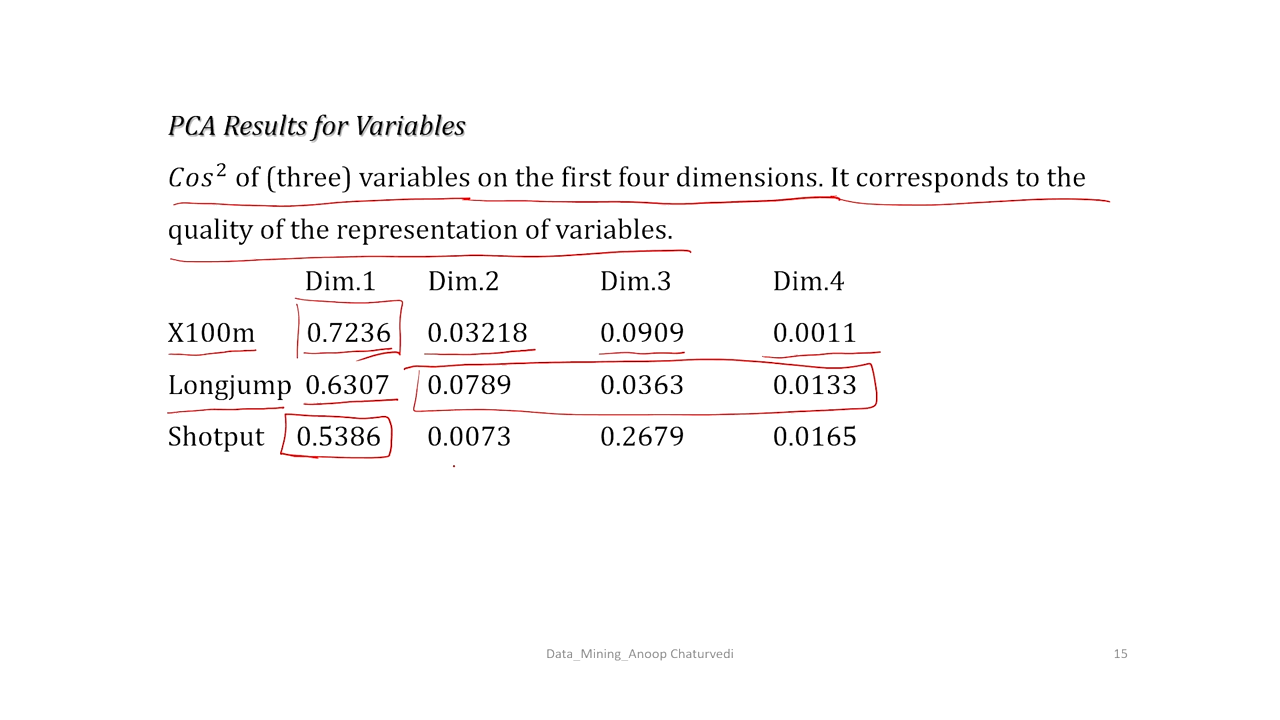 PCA Results for Variables
Cos² of (three) variables on the first four dimensions. It corresponds to the
quality of the representation of variables.
Dim.1 Dim.2 Dim.3 Dim.4
X100m 0.7236 0.03218 0.0909 0.0011
Longjump 0.6307 0.0789 0.0363 0.0133
Shotput 0.5386 0.0073 0.2679 0.0165
Data_Mining_Anoop Chaturvedi 15